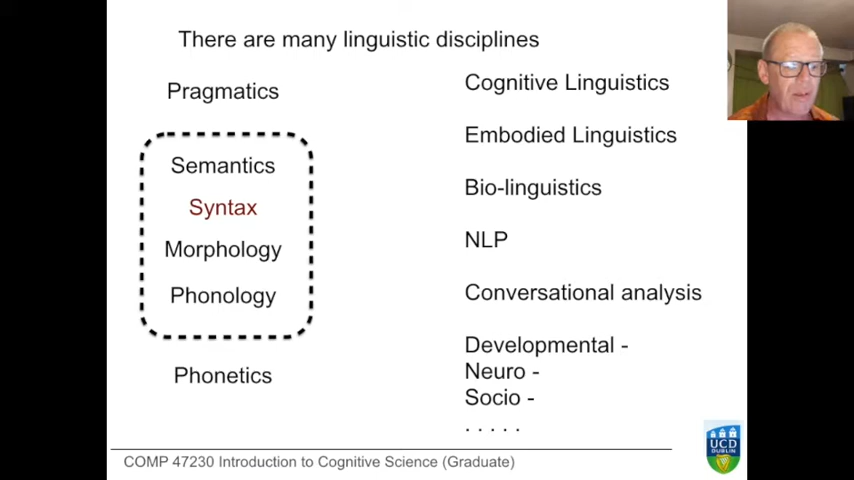 There are many linguistic disciplines
Pragmatics
Semantics
Syntax
Morphology
Phonology
Phonetics
Cognitive Linguistics
Embodied Linguistics
Bio-linguistics
NLP
Conversational analysis
Developmental -
Neuro -
Socio -
. . . . .
COMP 47230 Introduction to Cognitive Science (Graduate)
UCD
DUBLIN